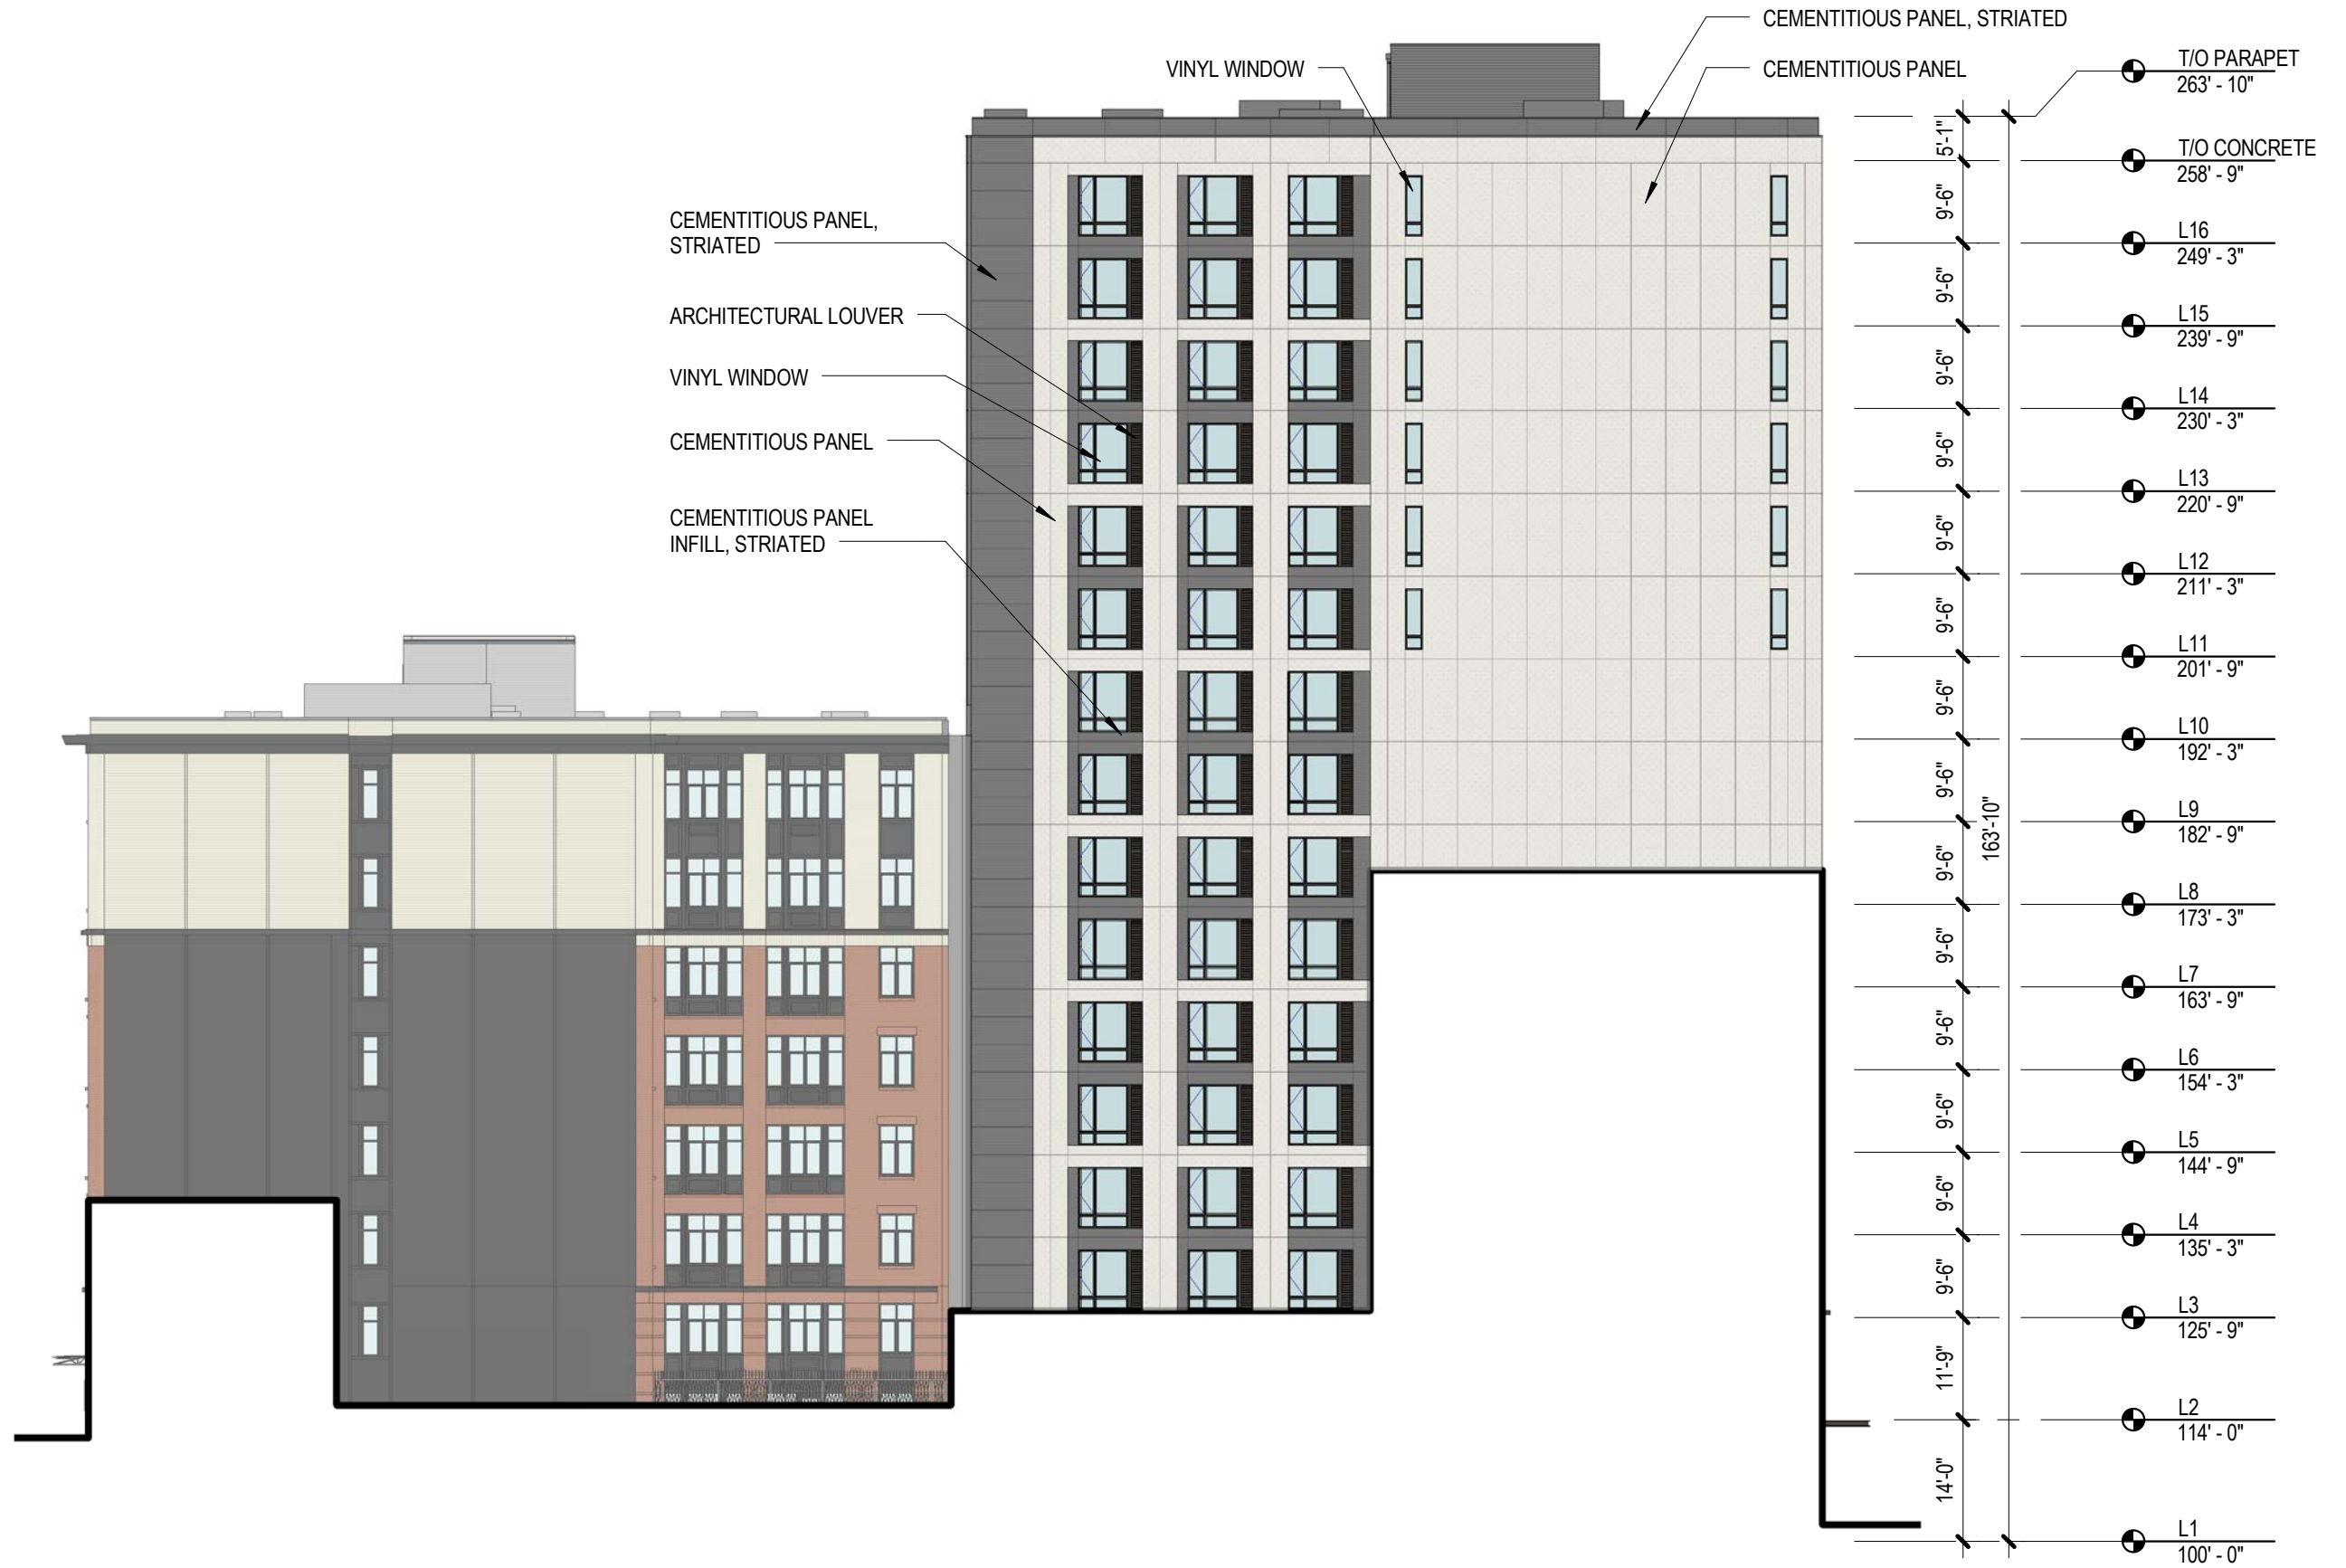 CEMENTITIOUS PANEL, STRIATED
VINYL WINDOW
CEMENTITIOUS PANEL
CEMENTITIOUS PANEL,
STRIATED
ARCHITECTURAL LOUVER
VINYL WINDOW
CEMENTITIOUS PANEL
CEMENTITIOUS PANEL
INFILL, STRIATED
5'-1"
9'-6"
9'-6"
9'-6"
9'-6"
9'-6"
9'-6"
9'-6"
9'-6"
9'-6"
9'-6"
9'-6"
9'-6"
9'-6"
9'-6"
11'-9"
14'-0"
163'-10"
T/O PARAPET
263' - 10"
T/O CONCRETE
258' - 9"
L16
249' - 3"
L15
239' - 9"
L14
230' - 3"
L13
220' - 9"
L12
211' - 3"
L11
201' - 9"
L10
192' - 3"
L9
182' - 9"
L8
173' - 3"
L7
163' - 9"
L6
154' - 3"
L5
144' - 9"
L4
135' - 3"
L3
125' - 9"
L2
114' - 0"
L1
100' - 0"